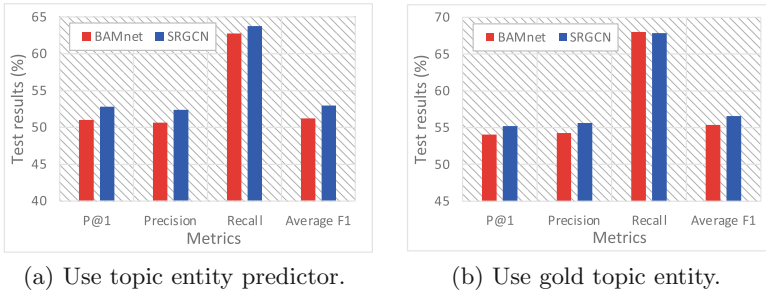 65
60
55
50
45
40
Test results (%)
BAMnet SRGCN
P@1 Precision Recall Average F1
Metrics
(a) Use topic entity predictor.
70
65
60
55
50
45
Test results (%)
BAMnet SRGCN
P@1 Precision Recall Average F1
Metrics
(b) Use gold topic entity.